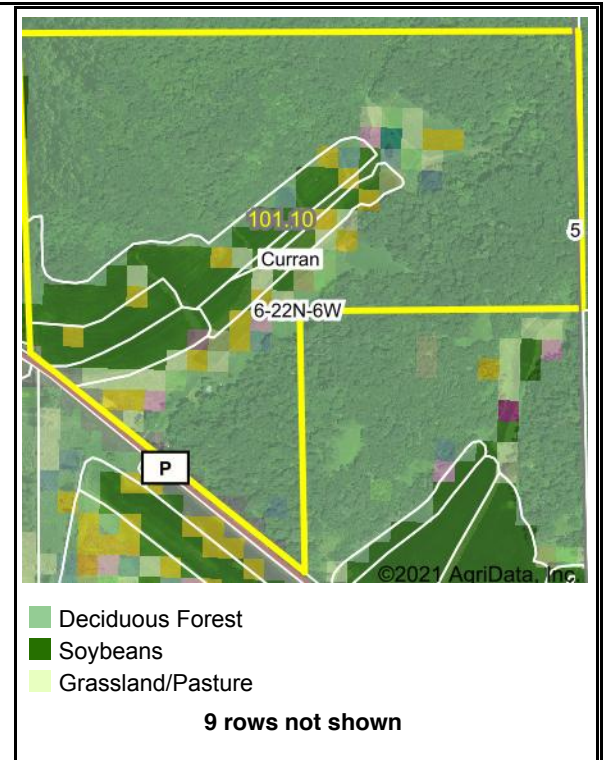 101.10
5
Curran
6-22N-6W
P
©2021 AgriData, Inc.
Deciduous Forest
Soybeans
Grassland/Pasture
9 rows not shown